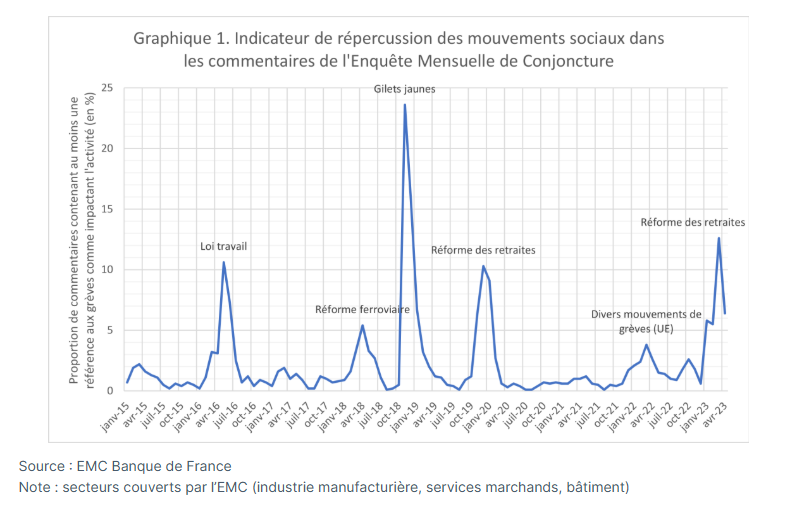 Graphique 1. Indicateur de répercussion des mouvements sociaux dans
les commentaires de l'Enquête Mensuelle de Conjoncture
Proportion de commentaires contenant au moins une
référence aux grèves comme impactant l'activité (en %)
25
20
15
10
5
0
Gilets jaunes
Réforme des retraites
Loi travail
Réforme des retraites
Réforme ferroviaire
Divers mouvements de
grèves (UE)
janv-15
avr-15
juil-15
oct-15
janv-16
avr-16
juil-16
oct-16
janv-17
avr-17
juil-17
oct-17
janv-18
avr-18
juil-18
oct-18
janv-19
avr-19
juil-19
oct-19
janv-20
avr-20
juil-20
oct-20
janv-21
avr-21
juil-21
oct-21
janv-22
avr-22
juil-22
oct-22
janv-23
avr-23
Source : EMC Banque de France
Note : secteurs couverts par l’EMC (industrie manufacturière, services marchands, bâtiment)